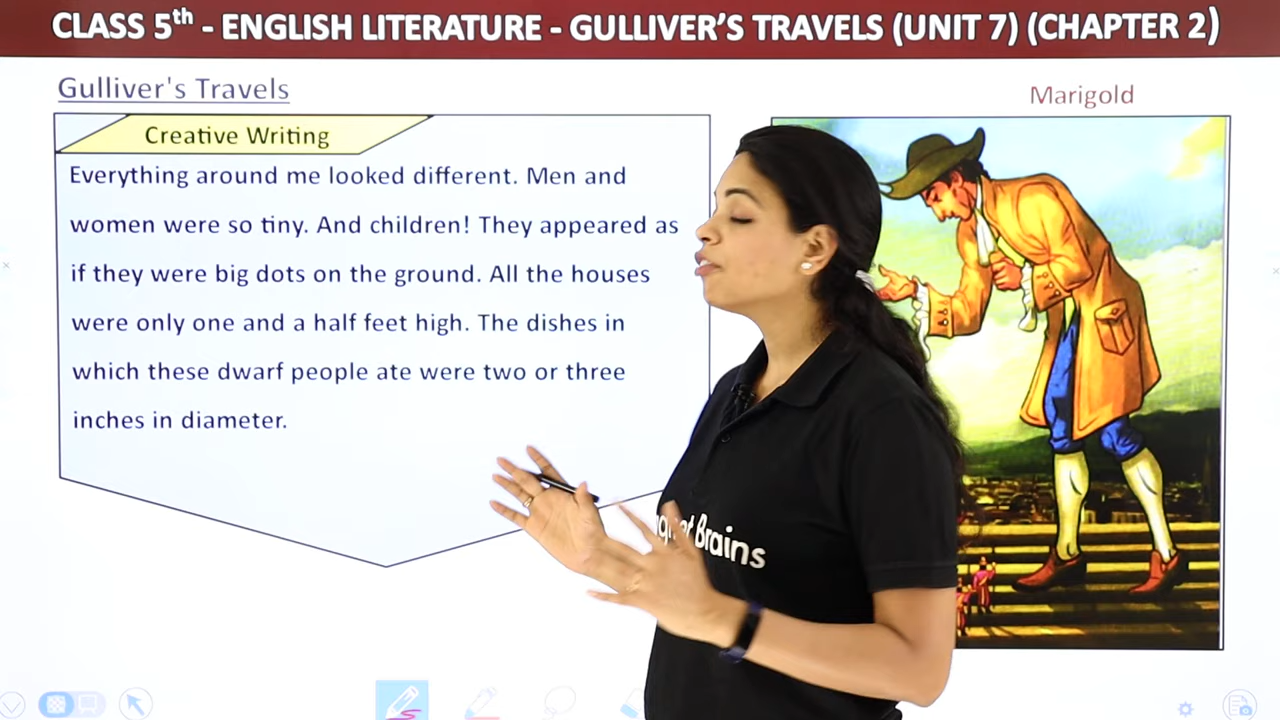 CLASS 5th - ENGLISH LITERATURE - GULLIVER'S TRAVELS (UNIT 7) (CHAPTER 2)
Gulliver's Travels
Marigold
Creative Writing
Everything around me looked different. Men and
women were so tiny. And children! They appeared as
if they were big dots on the ground. All the houses
were only one and a half feet high. The dishes in
which these dwarf people ate were two or three
inches in diameter.
Brains